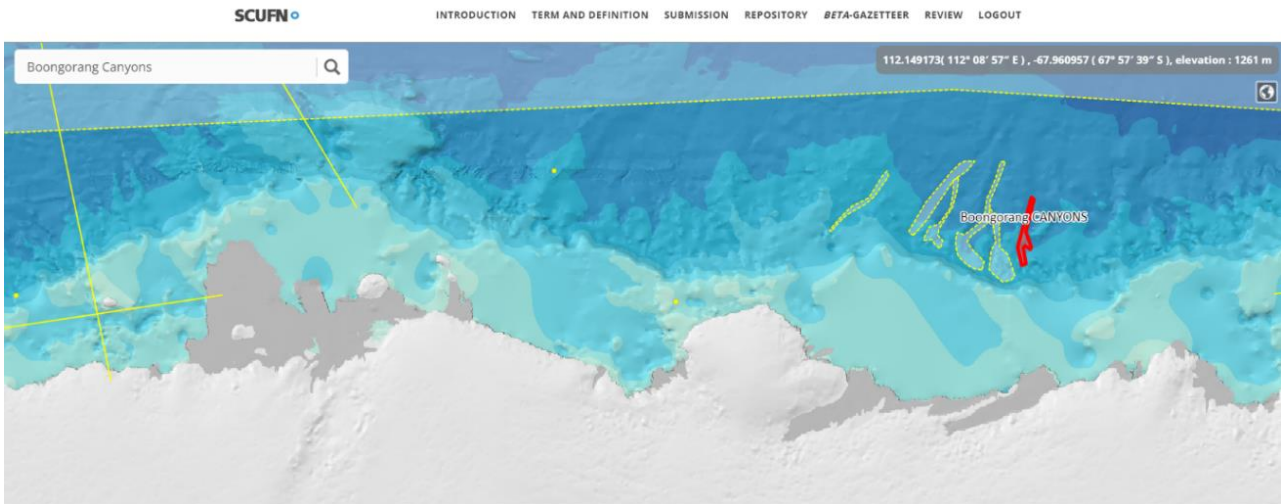 SCUFN
INTRODUCTION TERM AND DEFINITION SUBMISSION REPOSITORY BETA-GAZETTEER REVIEW LOGOUT
Boongorang Canyons
112.149173( 112° 08′ 57″ E ) , -67.960957 ( 67° 57′ 39″ S ), elevation : 1261 m
Boongorang CANYONS